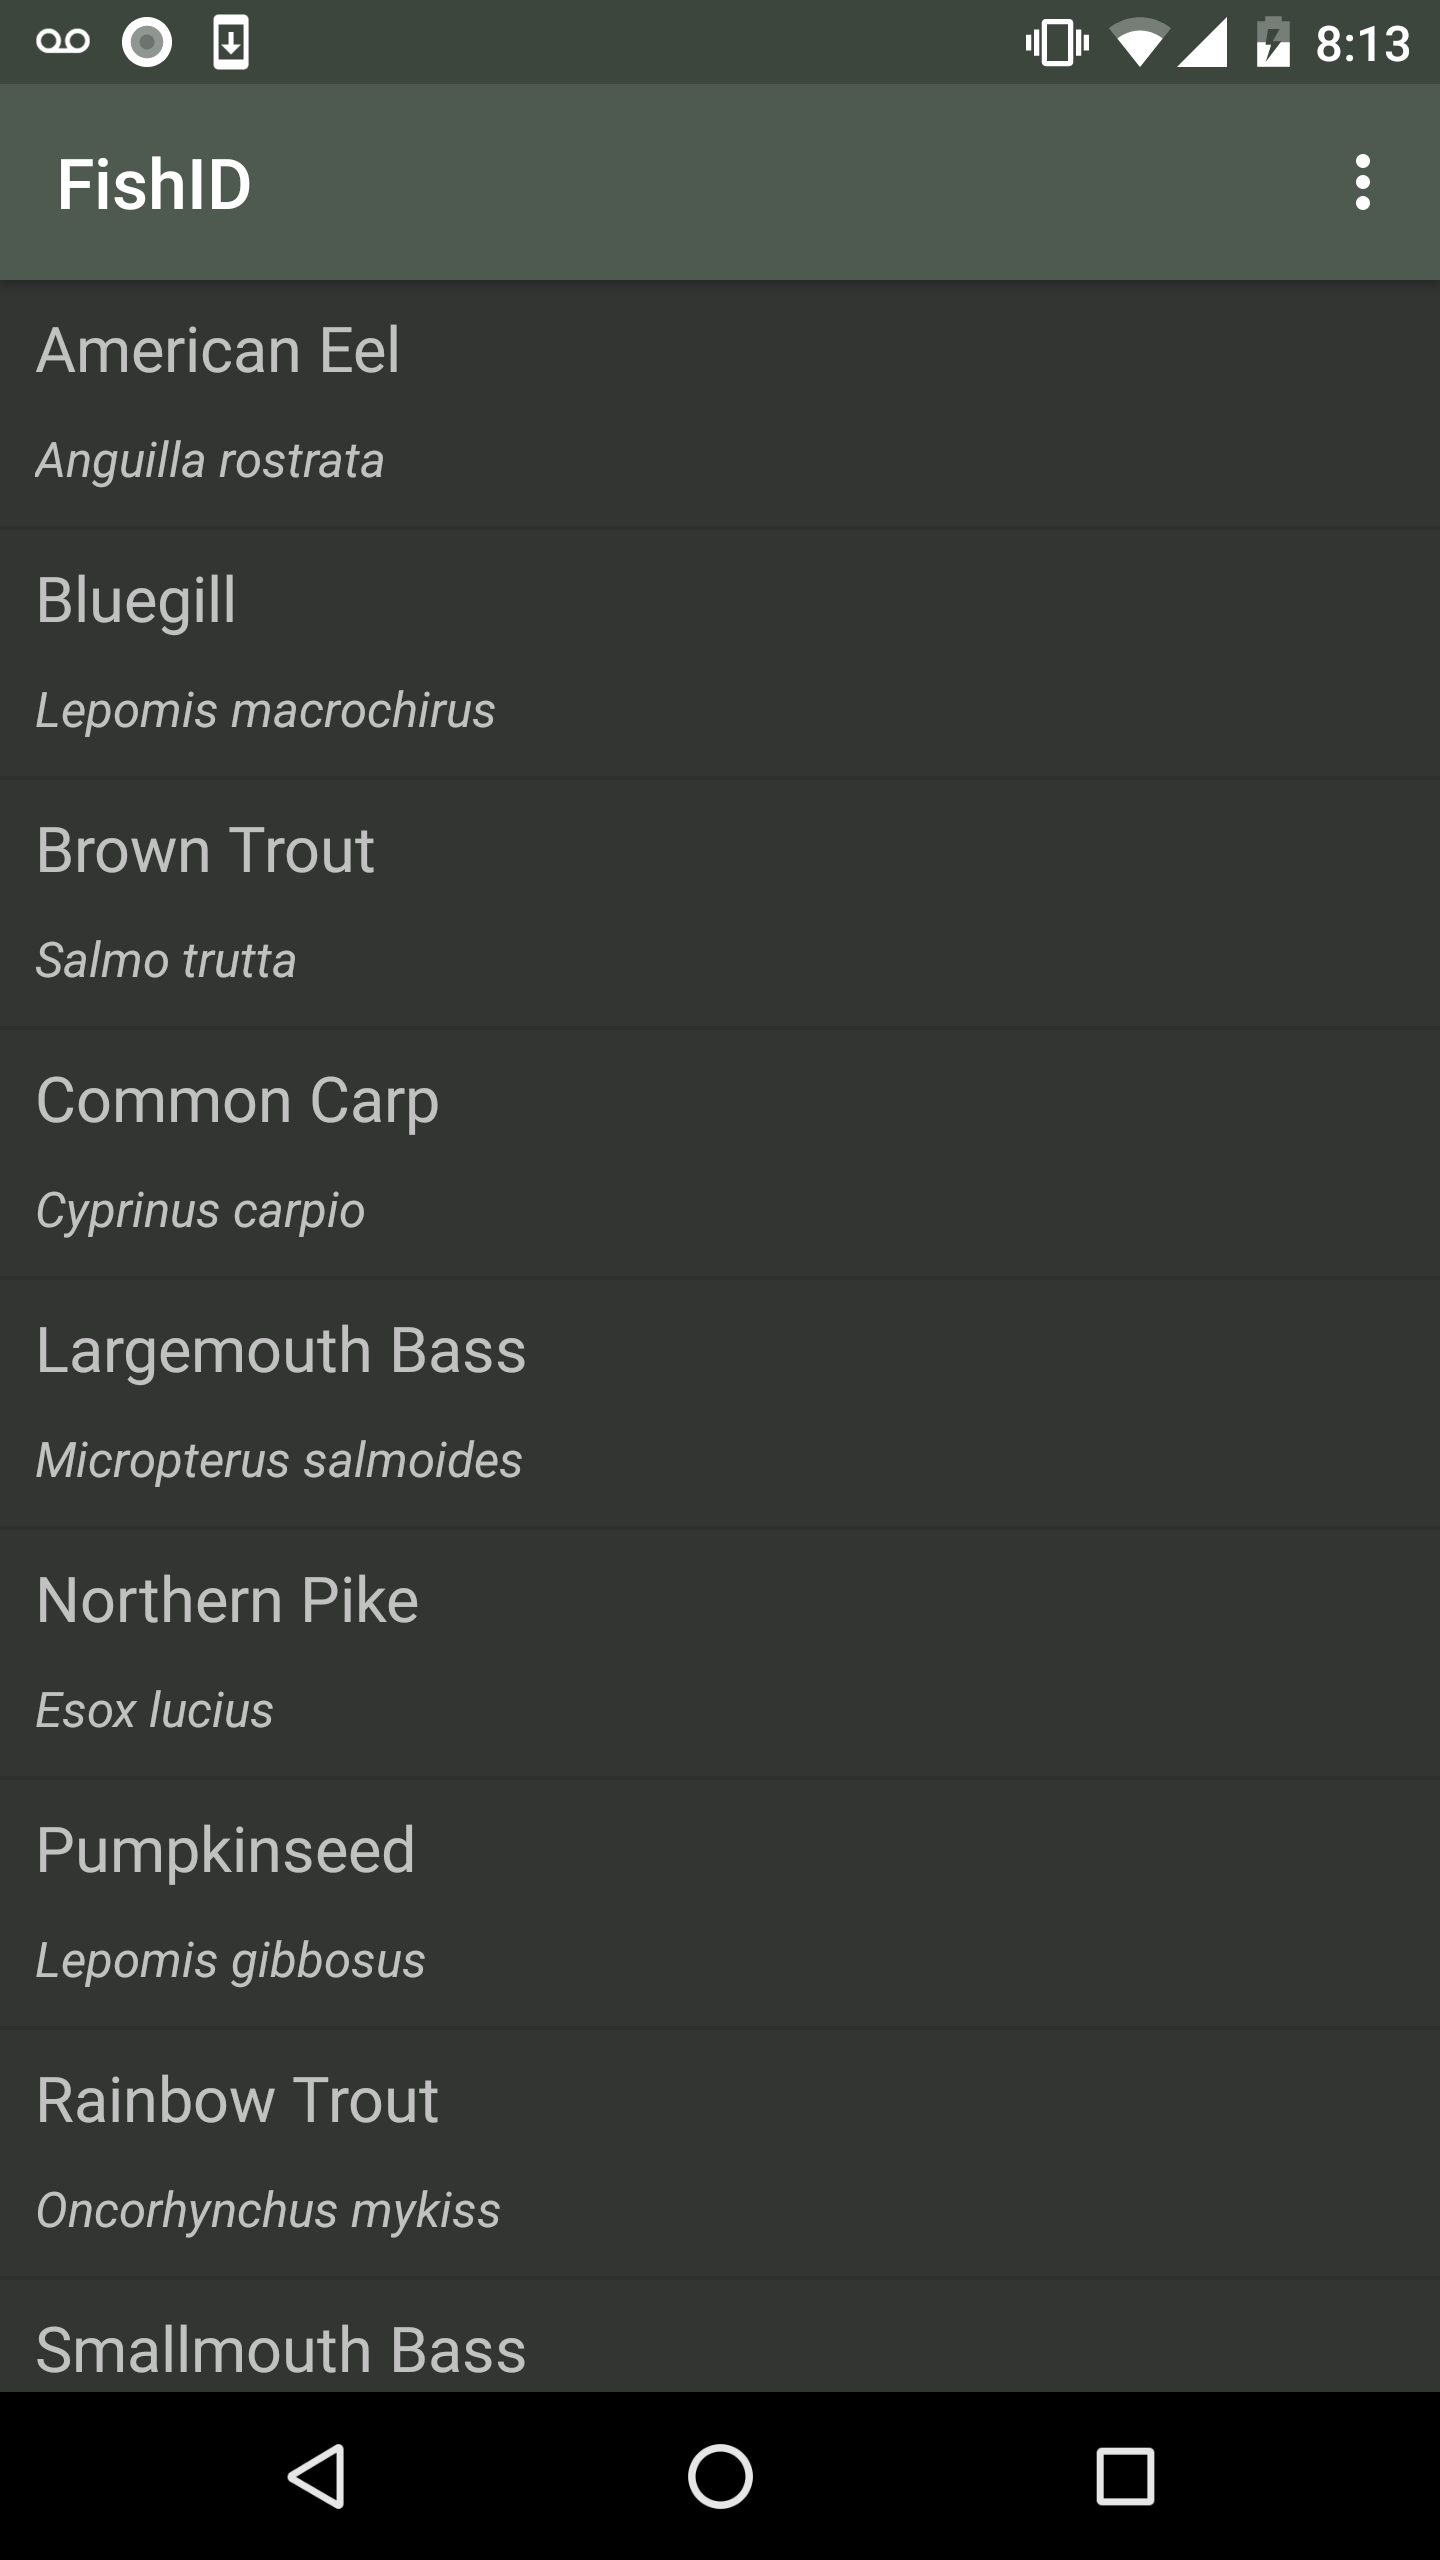 8:13
FishID
American Eel
Anguilla rostrata
Bluegill
Lepomis macrochirus
Brown Trout
Salmo trutta
Common Carp
Cyprinus carpio
Largemouth Bass
Micropterus salmoides
Northern Pike
Esox lucius
Pumpkinseed
Lepomis gibbosus
Rainbow Trout
Oncorhynchus mykiss
Smallmouth Bass